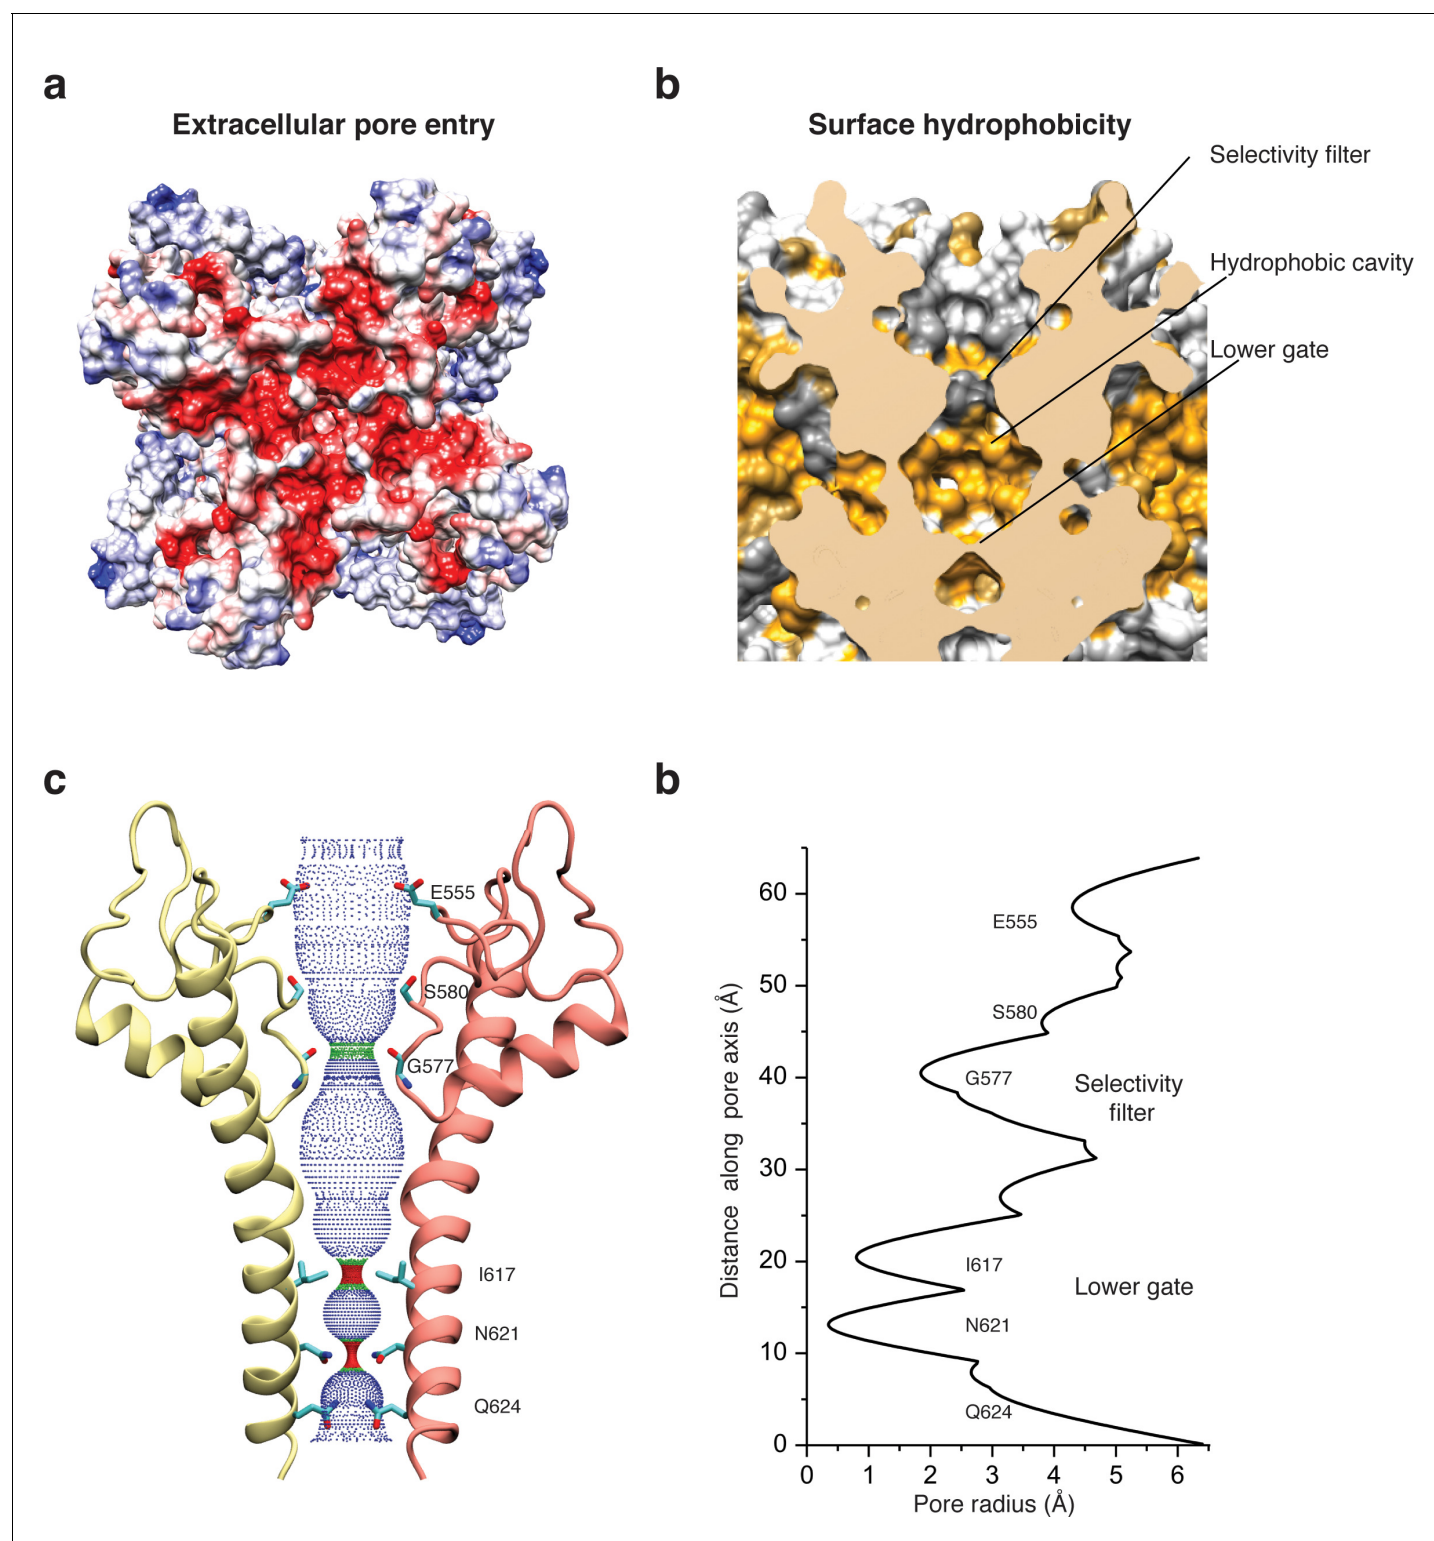 a
Extracellular pore entry
b
Surface hydrophobicity
Selectivity filter
Hydrophobic cavity
Lower gate
c
E555
S580
G577
I617
N621
Q624
b
Distance along pore axis (Å)
60
50
40
30
20
10
0
E555
S580
G577
Selectivity
filter
I617
Lower gate
N621
Q624
0 1 2 3 4 5 6
Pore radius (Å)